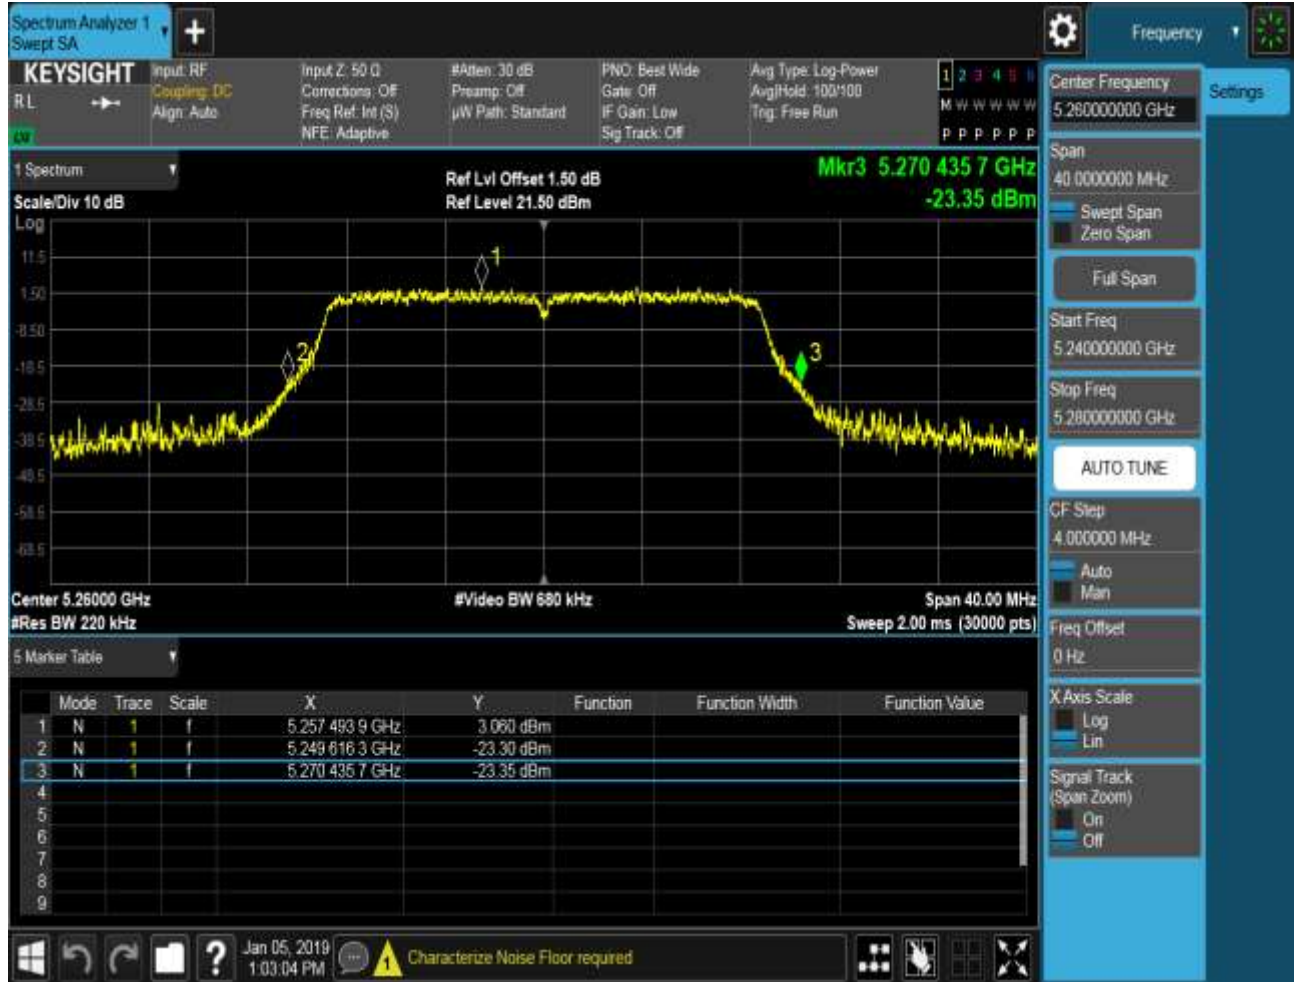 Spectrum Analyzer 1
Swept SA
Frequency
KEYSIGHT
R L
Input: RF
Coupling: DC
Align: Auto
Input Z: 50 Ω
Corrections: Off
Freq Ref: Int (S)
NFE: Adaptive
#Atten: 30 dB
Preamp: Off
µW Path: Standard
PNO: Best Wide
Gate: Off
IF Gain: Low
Sig Track: Off
Avg Type: Log-Power
Avg|Hold: 100/100
Trig: Free Run
1 2 3 4 5 6
M W W W W W
P P P P P P
1 Spectrum
Scale/Div 10 dB
Ref Lvl Offset 1.50 dB
Ref Level 21.50 dBm
Mkr3 5.270 435 7 GHz
-23.35 dBm
Log
11.5
1.50
-8.50
-18.5
-28.5
-38.5
-48.5
-58.5
-68.5
1
2
3
Center 5.26000 GHz
#Video BW 680 kHz
Span 40.00 MHz
#Res BW 220 kHz
Sweep 2.00 ms (30000 pts)
5 Marker Table
Mode Trace Scale X Y Function Function Width Function Value
1 N 1 f 5.257 493 9 GHz 3.060 dBm
2 N 1 f 5.249 616 3 GHz -23.30 dBm
3 N 1 f 5.270 435 7 GHz -23.35 dBm
4
5
6
7
8
9
Jan 05, 2019
1:03:04 PM
1
Characterize Noise Floor required
Center Frequency
5.260000000 GHz
Settings
Span
40.0000000 MHz
Swept Span
Zero Span
Full Span
Start Freq
5.240000000 GHz
Stop Freq
5.280000000 GHz
AUTO TUNE
CF Step
4.000000 MHz
Auto
Man
Freq Offset
0 Hz
X Axis Scale
Log
Lin
Signal Track
(Span Zoom)
On
Off